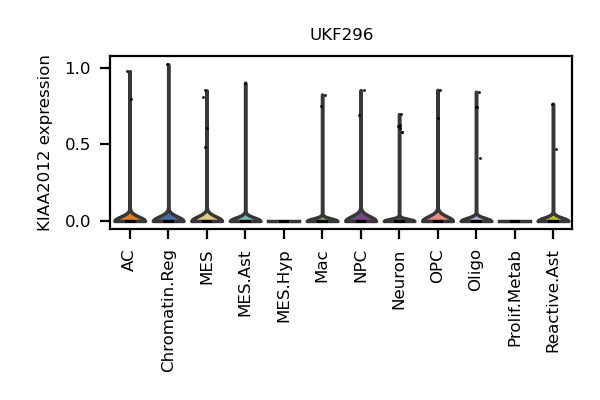 UKF296
KIAA2012 expression
1.0
0.5
0.0
AC
Chromatin.Reg
MES
MES.Ast
MES.Hyp
Mac
NPC
Neuron
OPC
Oligo
Prolif.Metab
Reactive.Ast